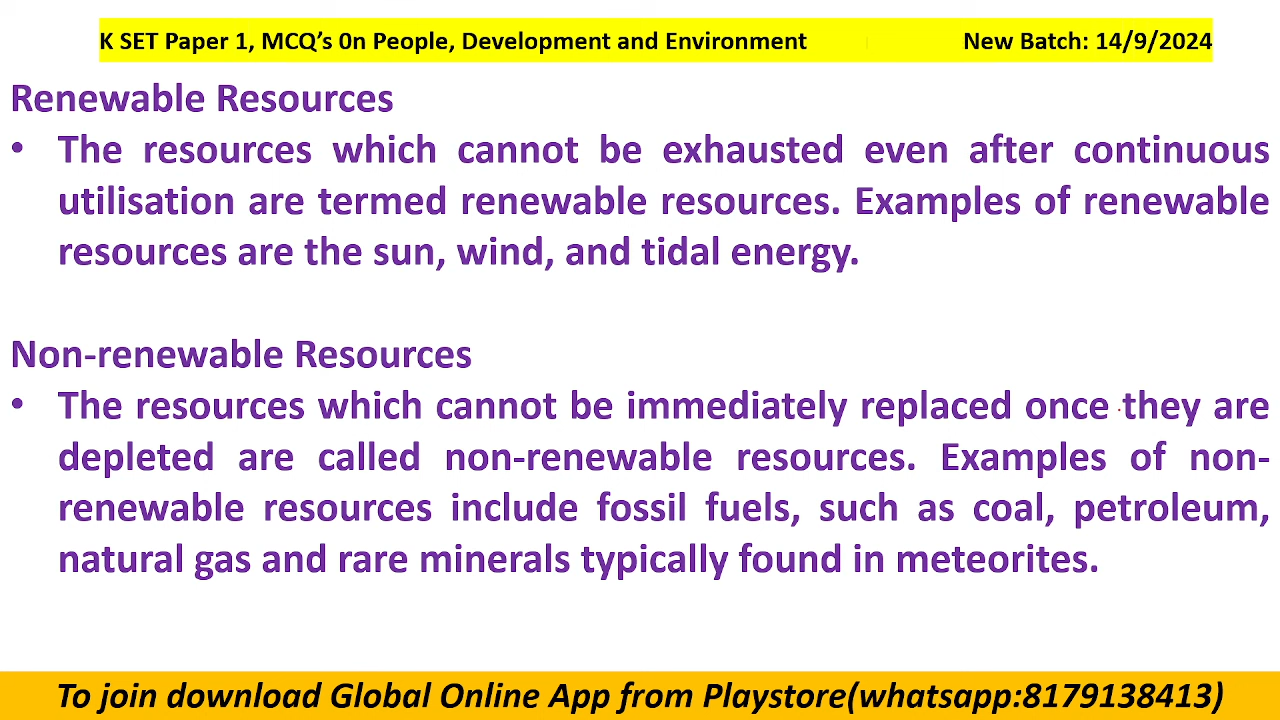 K SET Paper 1, MCQ’s 0n People, Development and Environment New Batch: 14/9/2024
Renewable Resources
• The resources which cannot be exhausted even after continuous
utilisation are termed renewable resources. Examples of renewable
resources are the sun, wind, and tidal energy.
Non-renewable Resources
• The resources which cannot be immediately replaced once they are
depleted are called non-renewable resources. Examples of non-
renewable resources include fossil fuels, such as coal, petroleum,
natural gas and rare minerals typically found in meteorites.
To join download Global Online App from Playstore(whatsapp:8179138413)